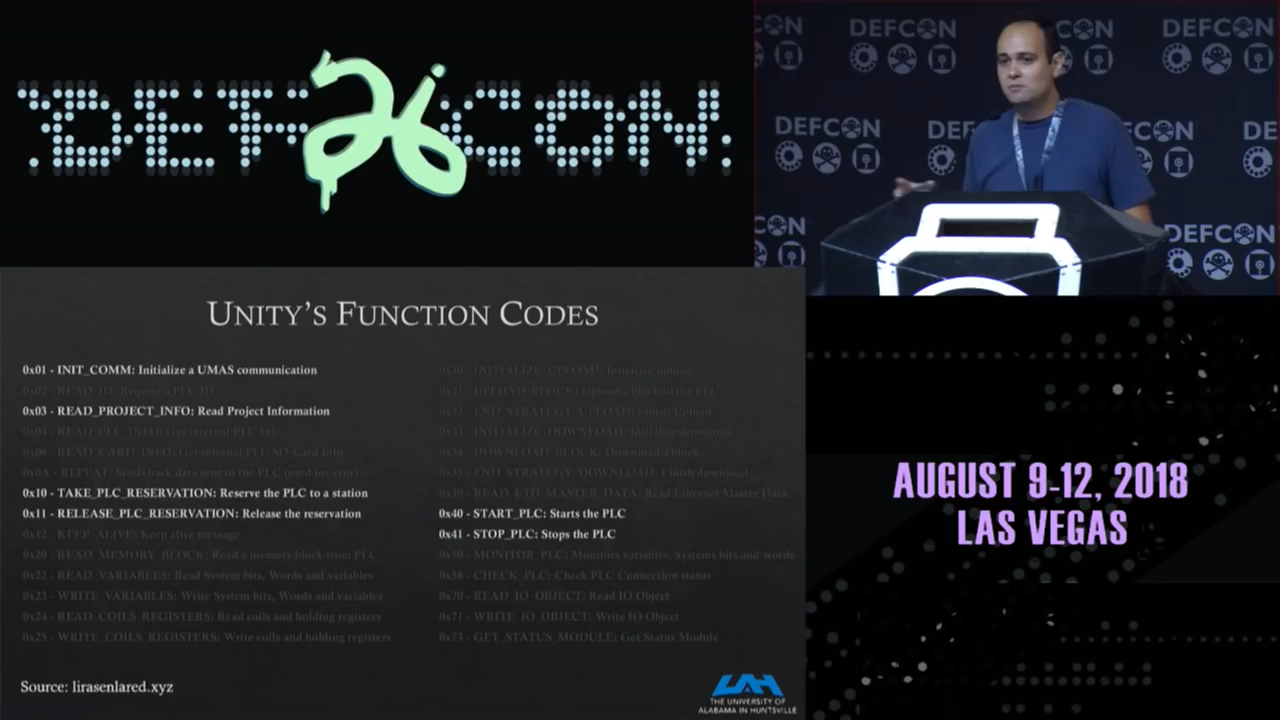 DEF CON 26
DEFCON
DEFCON
DEFCON
DEFCON
DEFCON
UNITY'S FUNCTION CODES
0x01 - INIT_COMM: Initialize a UMAS communication
0x02 - READ_ID: Request a PLC ID
0x03 - READ_PROJECT_INFO: Read Project Information
0x04 - READ_PLC_INFO: Get internal PLC Info
0x06 - READ_CARD_INFO: Get internal PLC SD-Card Info
0x0A - REPEAT: Sends back data sent to the PLC (used for sync)
0x10 - TAKE_PLC_RESERVATION: Reserve the PLC to a station
0x11 - RELEASE_PLC_RESERVATION: Release the reservation
0x12 - KEEP_ALIVE: Keep alive message
0x20 - READ_MEMORY_BLOCK: Read a memory block from PLC
0x22 - READ_VARIABLES: Read System bits, Words and variables
0x23 - WRITE_VARIABLES: Write System bits, Words and variables
0x24 - READ_COILS_REGISTERS: Read coils and holding registers
0x25 - WRITE_COILS_REGISTERS: Write coils and holding registers
0x30 - INITIALIZE_UPLOAD: Initialize upload
0x31 - UPLOAD_BLOCK: Upload a block to the PLC
0x32 - END_STRATEGY_UPLOAD: Finish Upload
0x33 - INITIALIZE_DOWNLOAD: Initialize download
0x34 - DOWNLOAD_BLOCK: Download a block
0x35 - END_STRATEGY_DOWNLOAD: Finish download
0x39 - READ_ETH_MASTER_DATA: Read Ethernet Master Data
0x40 - START_PLC: Starts the PLC
0x41 - STOP_PLC: Stops the PLC
0x50 - MONITOR_PLC: Monitors variables, Systems bits and words
0x58 - CHECK_PLC: Check PLC Connection status
0x70 - READ_IO_OBJECT: Read IO Object
0x71 - WRITE_IO_OBJECT: Write IO Object
0x73 - GET_STATUS_MODULE: Get Status Module
Source: lirasenlared.xyz
UAH
THE UNIVERSITY OF
ALABAMA IN HUNTSVILLE
AUGUST 9-12, 2018
LAS VEGAS